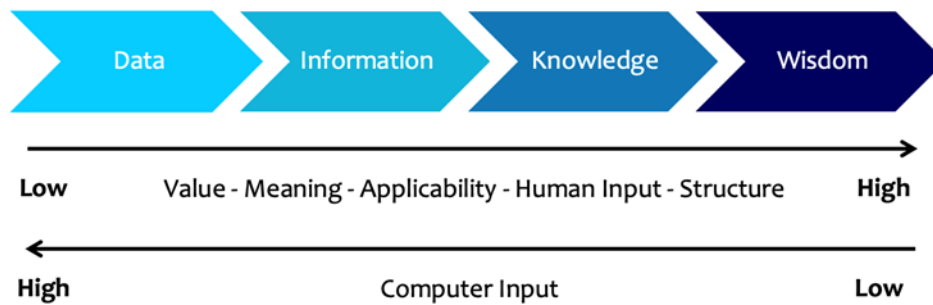 Data Information Knowledge Wisdom
Low Value - Meaning - Applicability - Human Input - Structure High
High Computer Input Low